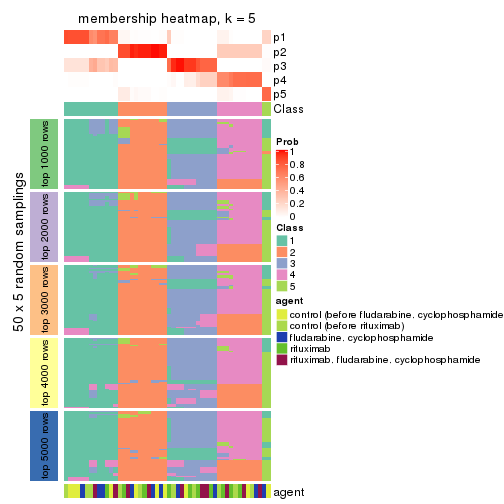 membership heatmap, k = 5
p1
p2
p3
p4
p5
Class
50 x 5 random samplings
top 1000 rows
top 2000 rows
top 3000 rows
top 4000 rows
top 5000 rows
Prob
1
0.8
0.6
0.4
0.2
0
Class
1
2
3
4
5
agent
control (before fludarabine. cyclophosphamide
control (before rituximab)
fludarabine. cyclophosphamide
rituximab
rituximab. fludarabine. cyclophosphamide
agent